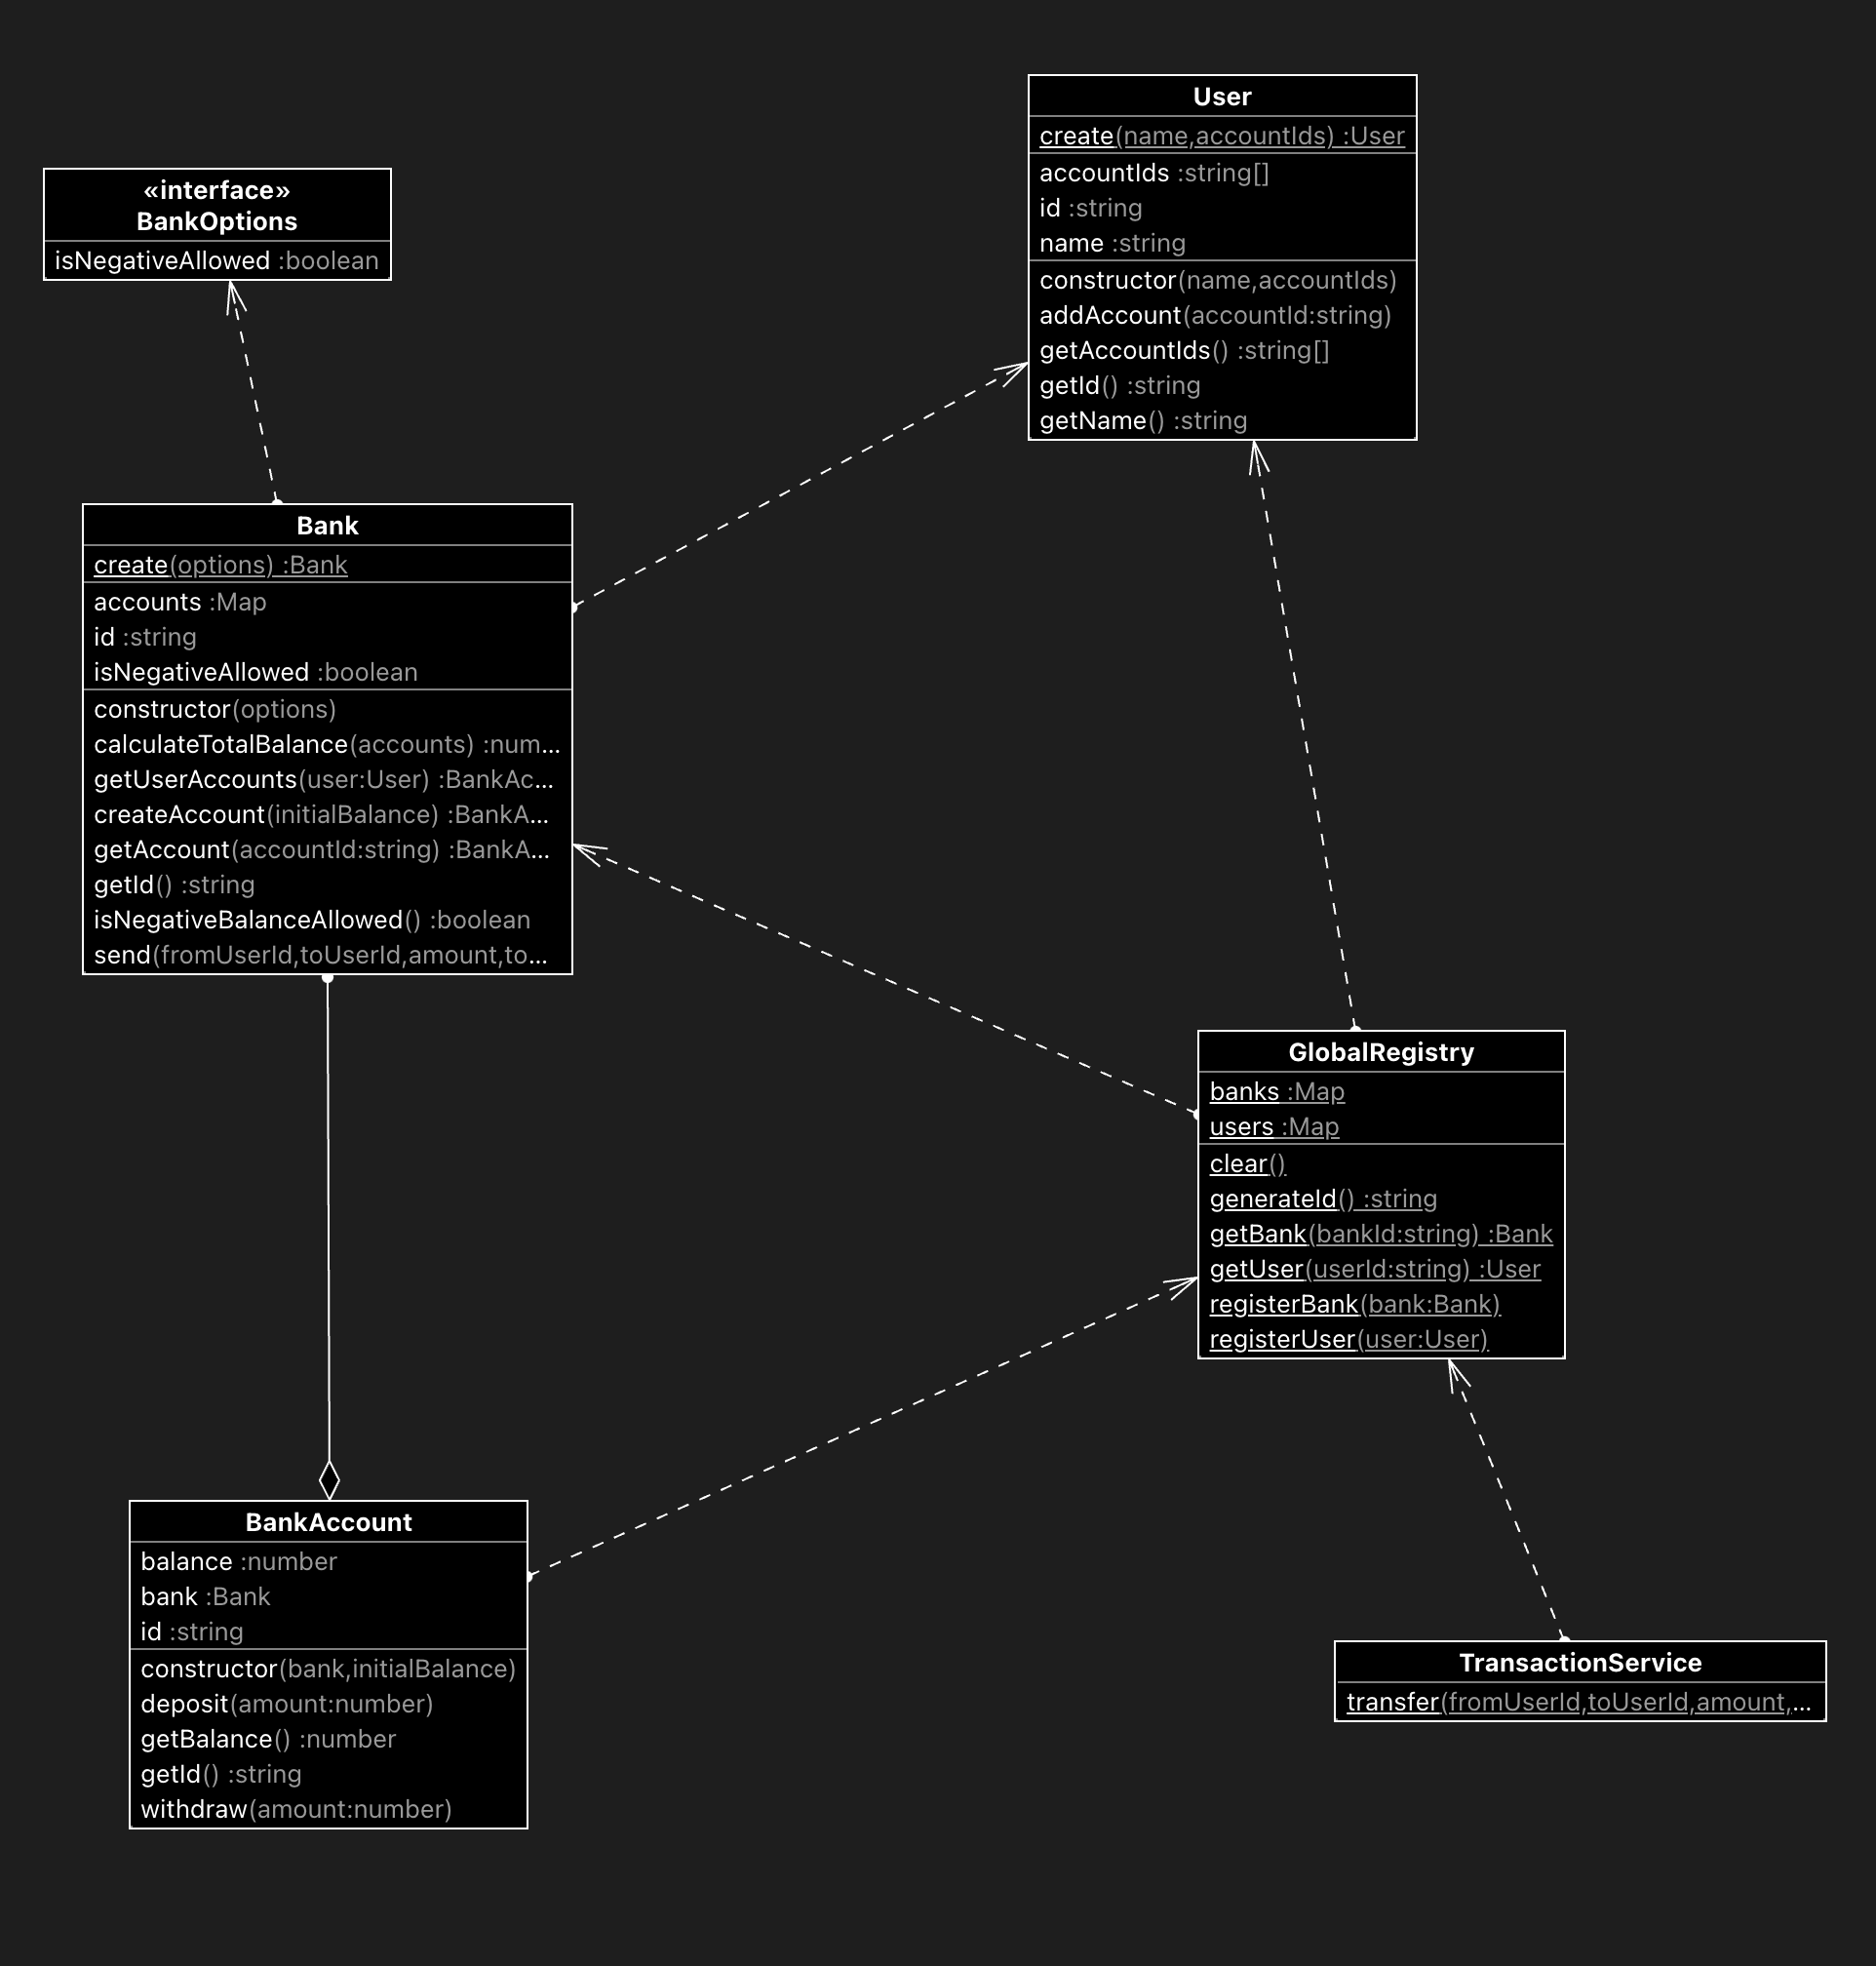 User
create(name,accountIds) :User
accountIds :string[]
id :string
name :string
constructor(name,accountIds)
addAccount(accountId:string)
getAccountIds() :string[]
getId() :string
getName() :string
«interface»
BankOptions
isNegativeAllowed :boolean
Bank
create(options) :Bank
accounts :Map
id :string
isNegativeAllowed :boolean
constructor(options)
calculateTotalBalance(accounts) :num...
getUserAccounts(user:User) :BankAc...
createAccount(initialBalance) :BankA...
getAccount(accountId:string) :BankA...
getId() :string
isNegativeBalanceAllowed() :boolean
send(fromUserId,toUserId,amount,to...
GlobalRegistry
banks :Map
users :Map
clear()
generateId() :string
getBank(bankId:string) :Bank
getUser(userId:string) :User
registerBank(bank:Bank)
registerUser(user:User)
BankAccount
balance :number
bank :Bank
id :string
constructor(bank,initialBalance)
deposit(amount:number)
getBalance() :number
getId() :string
withdraw(amount:number)
TransactionService
transfer(fromUserId,toUserId,amount,...